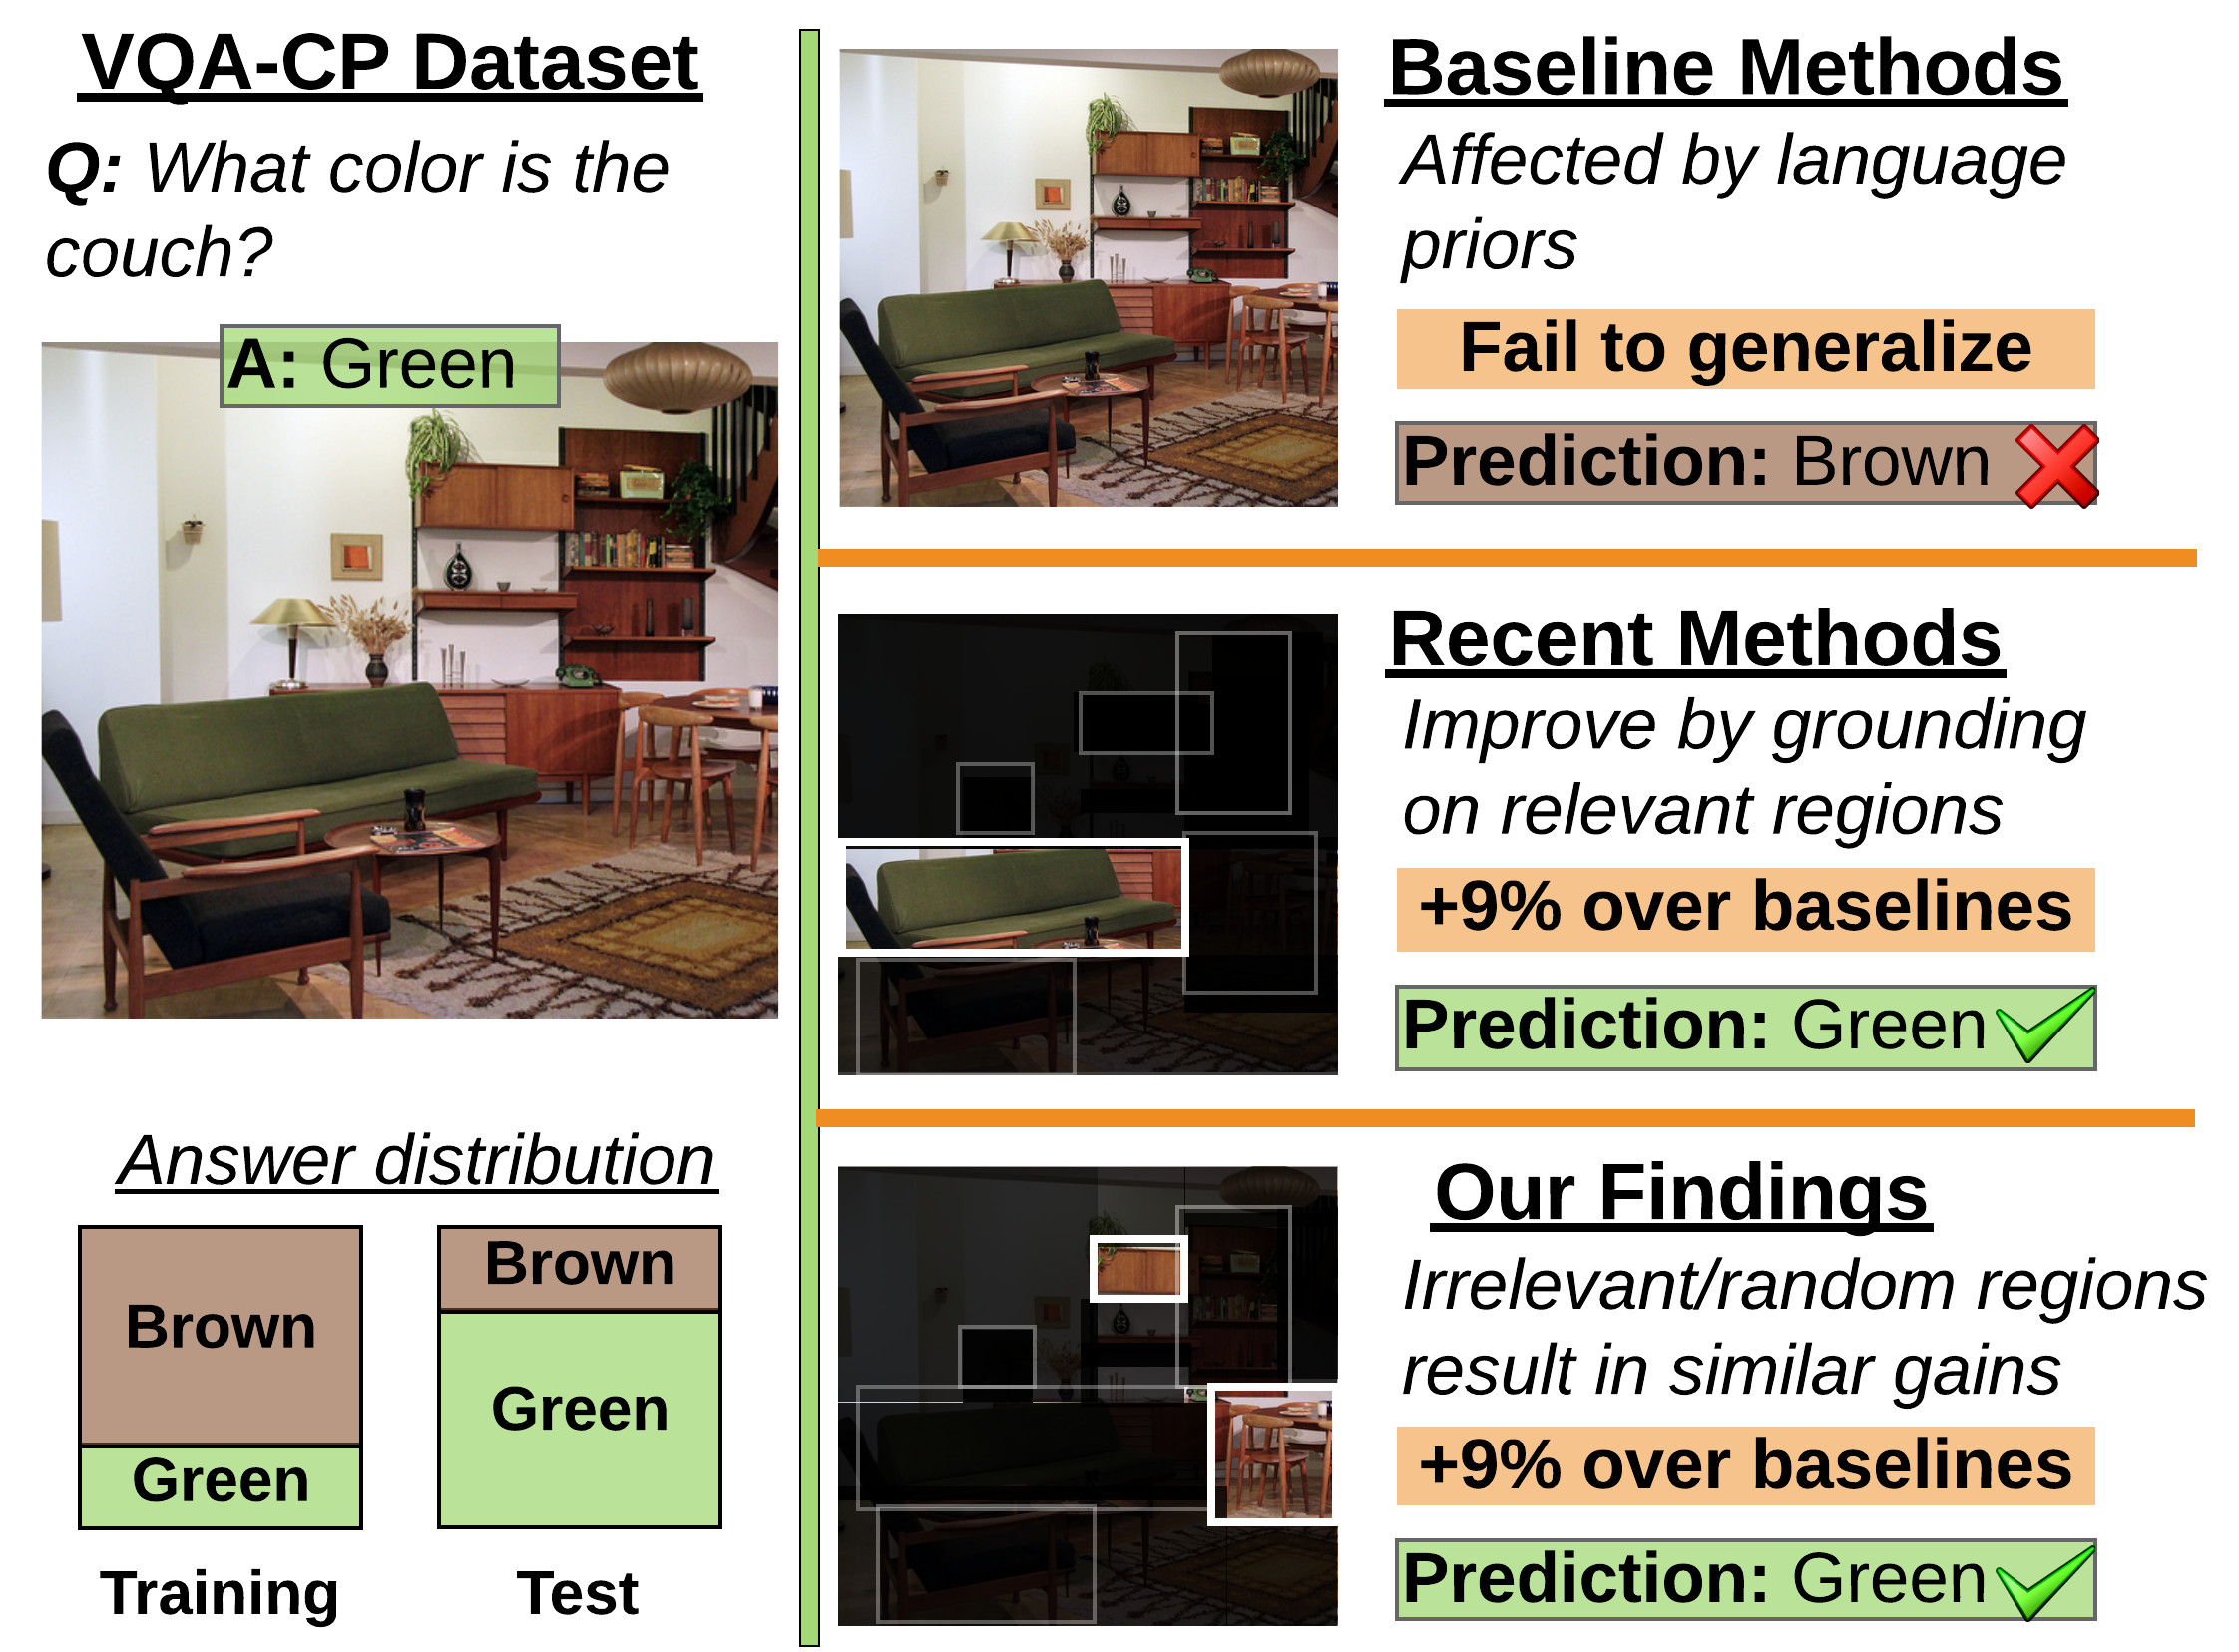 VQA-CP Dataset
Q: What color is the
couch?
A: Green
Answer distribution
Brown
Green
Training
Brown
Green
Test
Baseline Methods
Affected by language
priors
Fail to generalize
Prediction: Brown
Recent Methods
Improve by grounding
on relevant regions
+9% over baselines
Prediction: Green
Our Findings
Irrelevant/random regions
result in similar gains
+9% over baselines
Prediction: Green